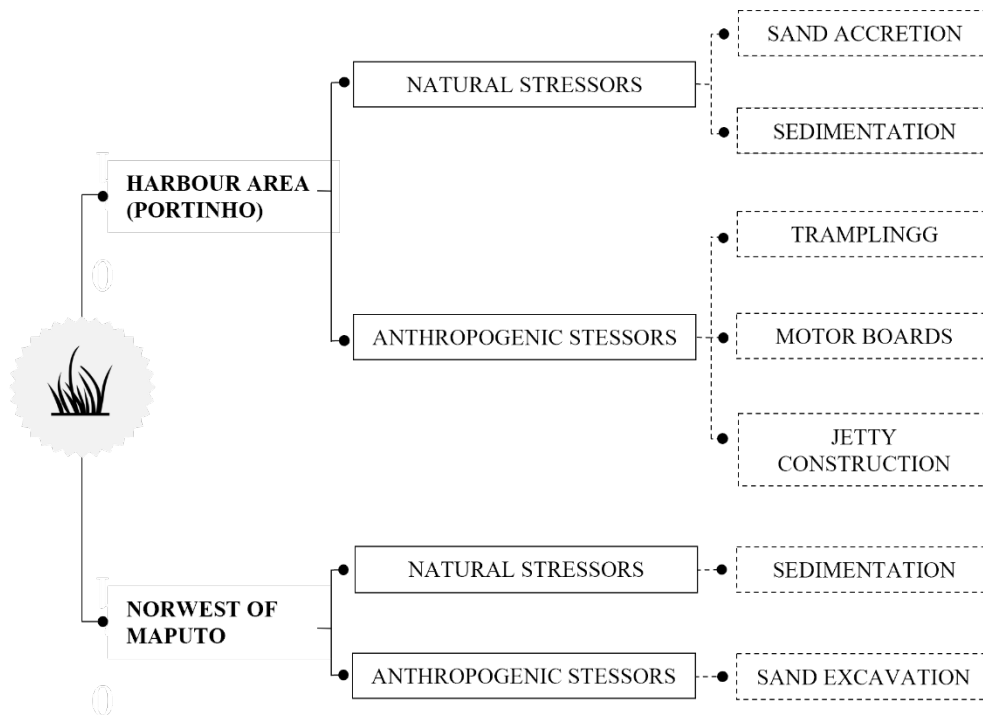 SAND ACCRETION
NATURAL STRESSORS
SEDIMENTATION
HARBOUR AREA
(PORTINHO)
TRAMPLINGG
ANTHROPOGENIC STESSORS
MOTOR BOARDS
JETTY
CONSTRUCTION
NATURAL STRESSORS
SEDIMENTATION
NORWEST OF
MAPUTO
ANTHROPOGENIC STESSORS
SAND EXCAVATION